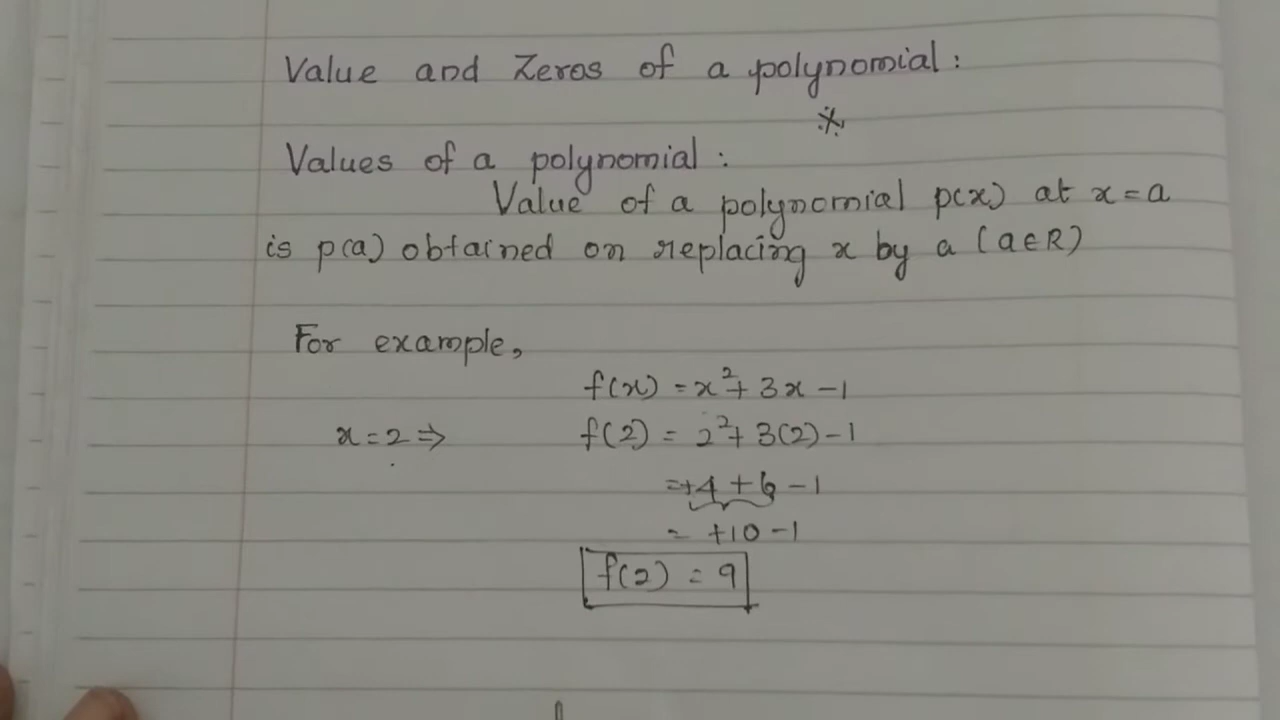 Value and Zeros of a polynomial :
Values of a polynomial :
Value of a polynomial p(x) at x = a
is p(a) obtained on replacing x by a (a∈R)
For example,
f(x) = x² + 3x - 1
x = 2 ⇒ f(2) = 2² + 3(2) - 1
= +4 + 6 - 1
= +10 - 1
f(2) = 9